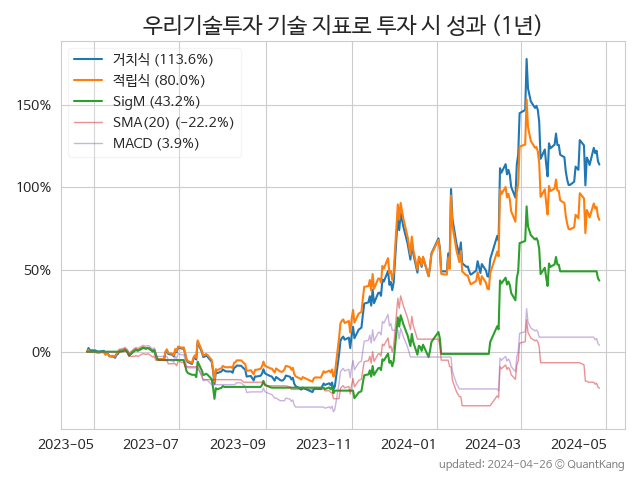 우리기술투자 기술 지표로 투자 시 성과 (1년)
거치식 (113.6%)
적립식 (80.0%)
SigM (43.2%)
SMA(20) (−22.2%)
MACD (3.9%)
150%
100%
50%
0%
2023-05 2023-07 2023-09 2023-11 2024-01 2024-03 2024-05
updated: 2024-04-26 © QuantKang